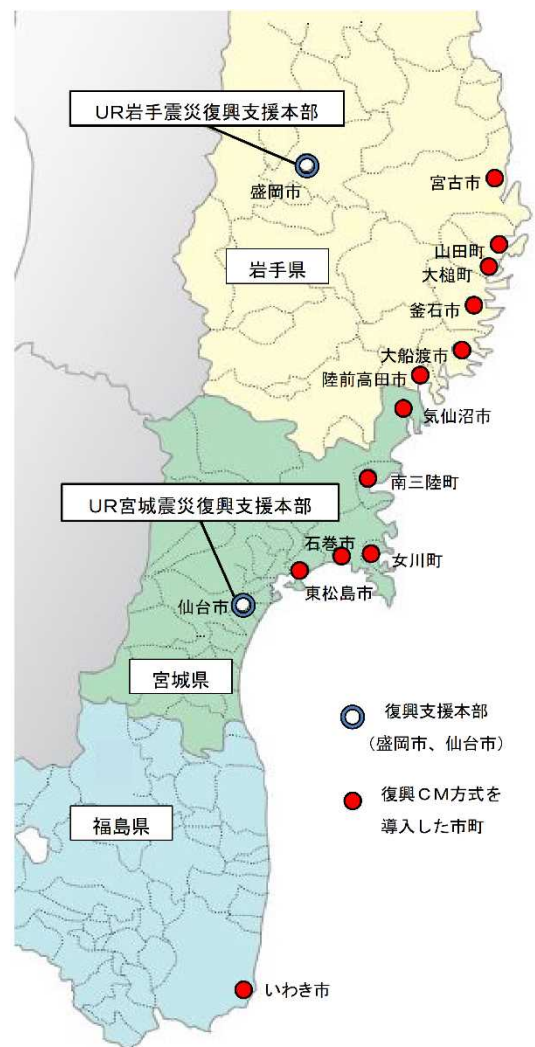 UR岩手震災復興支援本部
盛岡市
宮古市
山田町
岩手県
大槌町
釜石市
大船渡市
陸前高田市
気仙沼市
南三陸町
UR宮城震災復興支援本部
石巻市
女川町
東松島市
仙台市
宮城県
復興支援本部
(盛岡市、仙台市)
復興CM方式を
導入した市町
福島県
いわき市